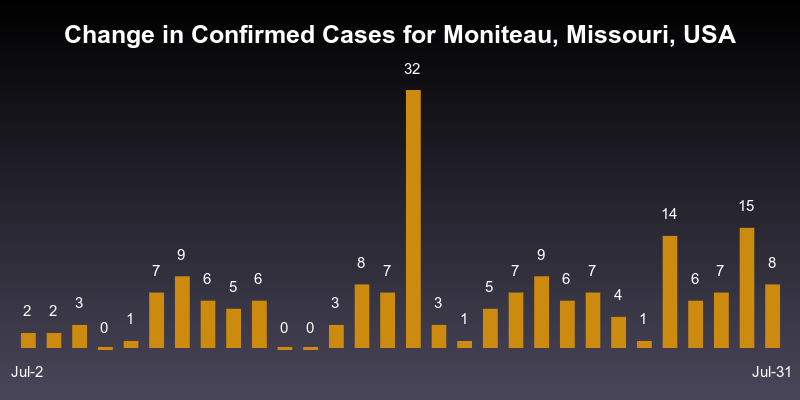 Change in Confirmed Cases for Moniteau, Missouri, USA
2 2 3 0 1 7 9 6 5 6 0 0 3 8 7 32 3 1 5 7 9 6 7 4 1 14 6 7 15 8
Jul-2 Jul-31